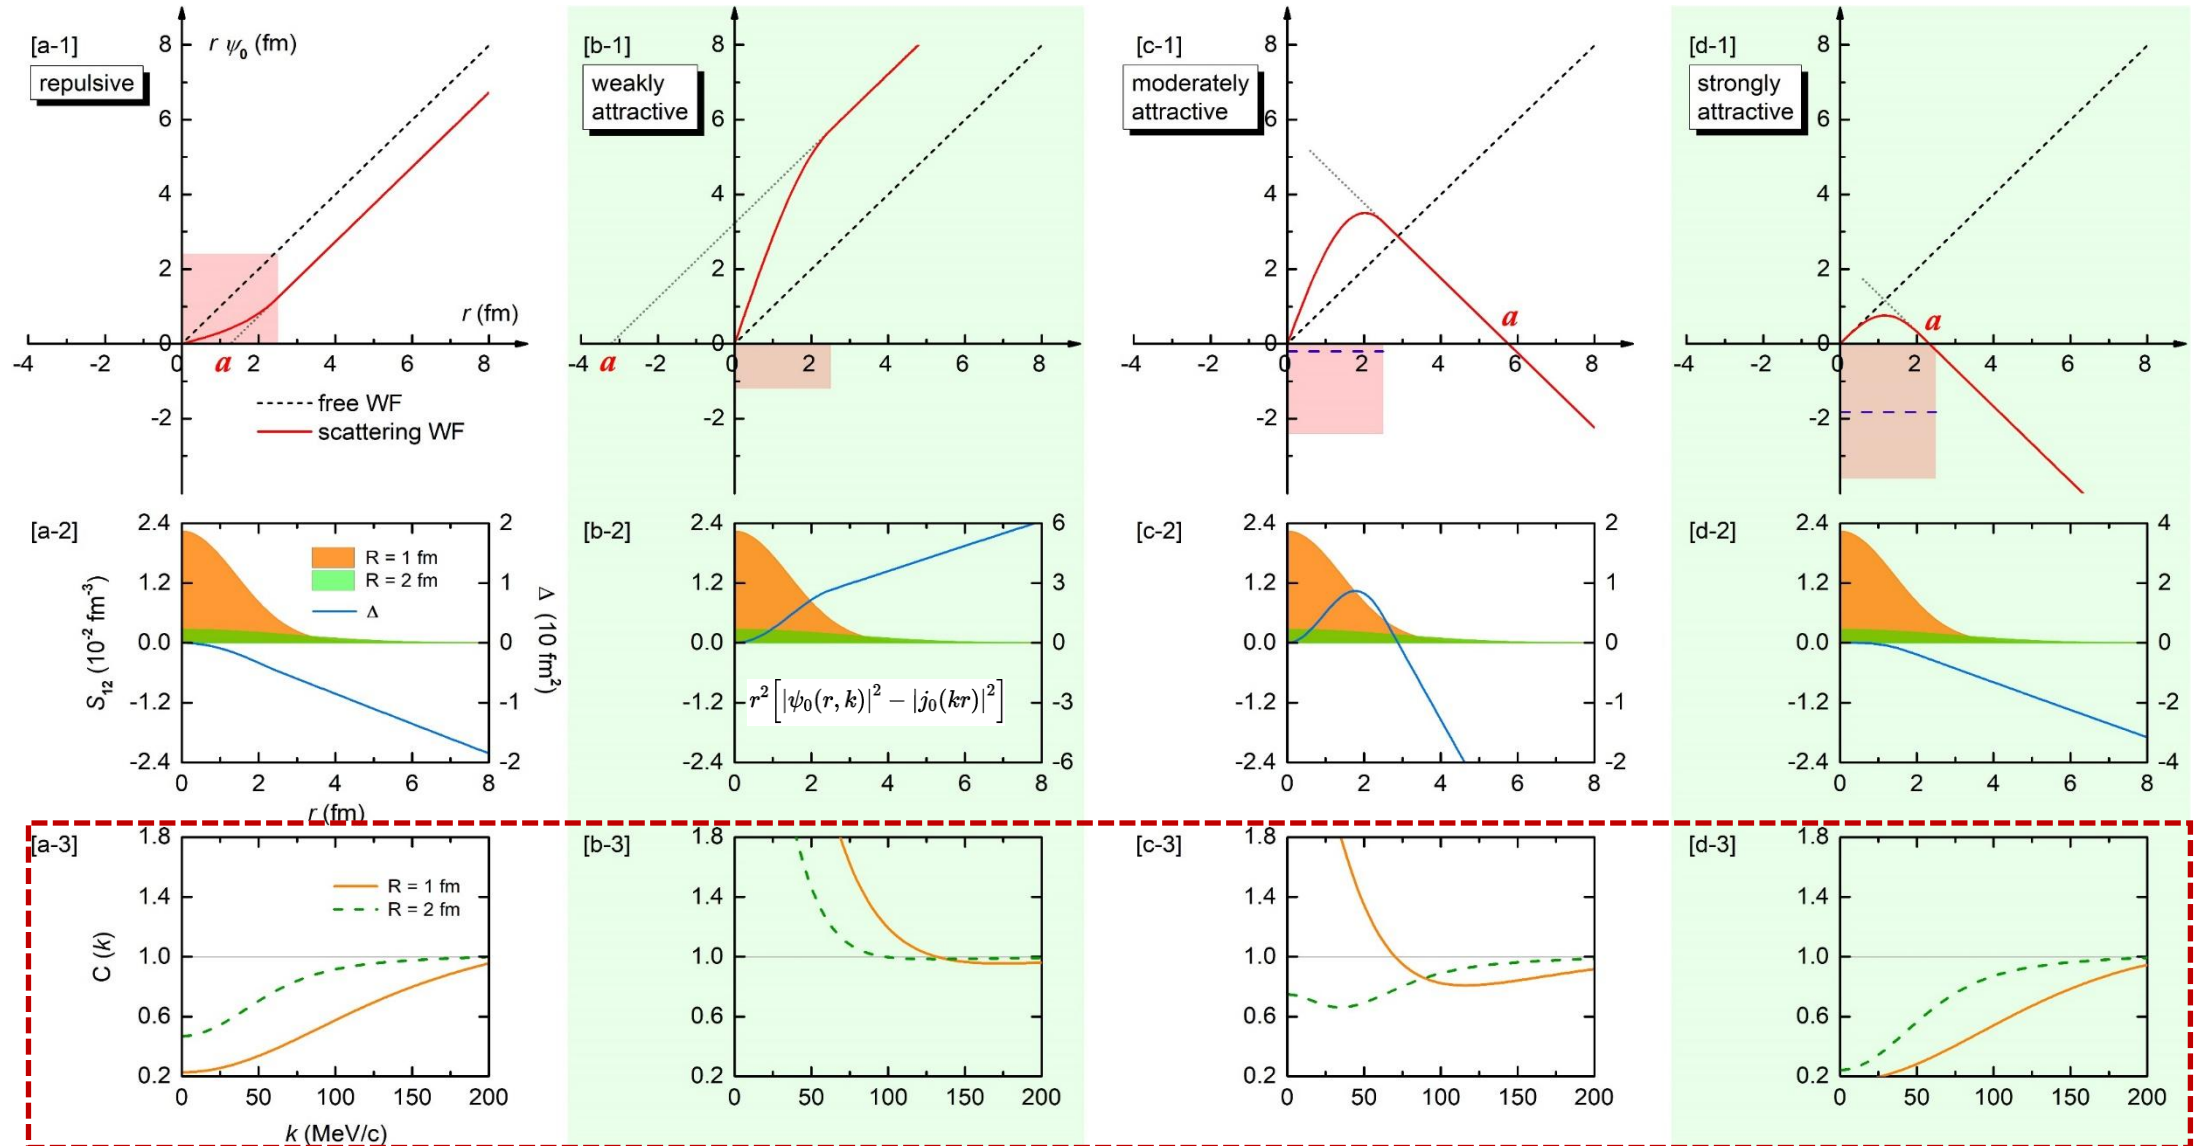 [a-1]
repulsive
r ψ₀ (fm)
8
6
4
2
0
-2
-4
-2
0
2
4
6
8
r (fm)
a
free WF
scattering WF
[b-1]
weakly
attractive
8
6
4
2
0
-2
-4
-2
0
2
4
6
8
a
[c-1]
moderately
attractive
8
6
4
2
0
-2
-4
-2
0
2
4
6
8
a
[d-1]
strongly
attractive
8
6
4
2
0
-2
-4
-2
0
2
4
6
8
a
[a-2]
S₁₂ (10⁻² fm⁻³)
2.4
1.2
0.0
-1.2
-2.4
R = 1 fm
R = 2 fm
Δ
2
1
0
-1
-2
Δ (10 fm²)
0 2 4 6 8
r (fm)
[b-2]
2.4
1.2
0.0
-1.2
-2.4
r²[|ψ₀(r, k)|² − |j₀(kr)|²]
6
3
0
-3
-6
0 2 4 6 8
[c-2]
2.4
1.2
0.0
-1.2
-2.4
2
1
0
-1
-2
0 2 4 6 8
[d-2]
2.4
1.2
0.0
-1.2
-2.4
4
2
0
-2
-4
0 2 4 6 8
[a-3]
C (k)
1.8
1.4
1.0
0.6
0.2
R = 1 fm
R = 2 fm
0 50 100 150 200
k (MeV/c)
[b-3]
1.8
1.4
1.0
0.6
0.2
0 50 100 150 200
[c-3]
1.8
1.4
1.0
0.6
0.2
0 50 100 150 200
[d-3]
1.8
1.4
1.0
0.6
0.2
0 50 100 150 200